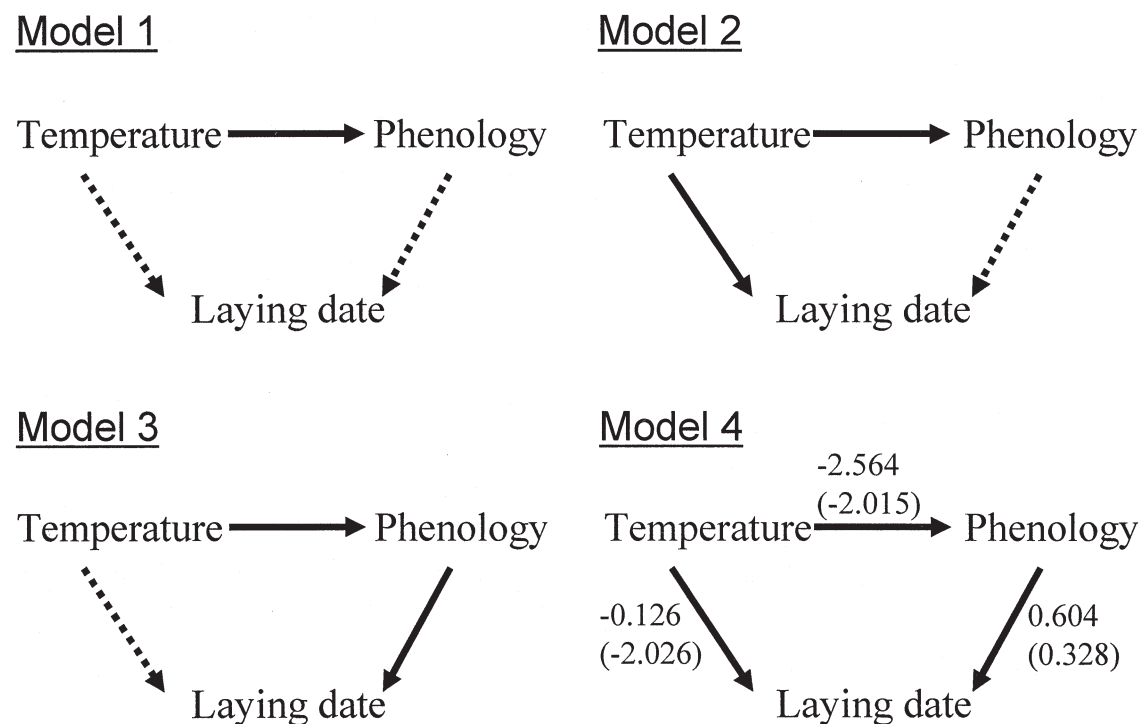 Model 1
Temperature Phenology
Laying date
Model 2
Temperature Phenology
Laying date
Model 3
Temperature Phenology
Laying date
Model 4
-2.564
(-2.015)
Temperature Phenology
-0.126
(-2.026)
0.604
(0.328)
Laying date